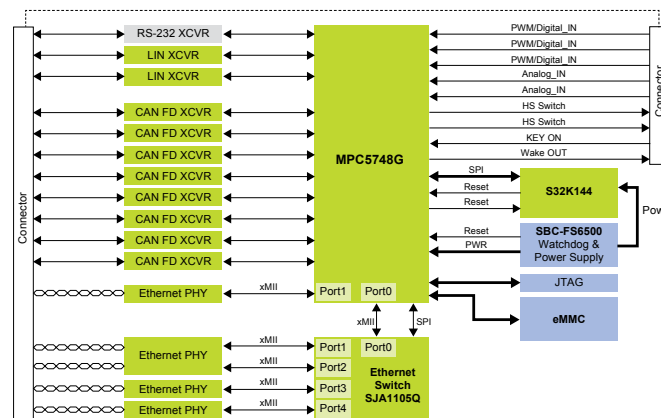 RS-232 XCVR
LIN XCVR
LIN XCVR
CAN FD XCVR
CAN FD XCVR
CAN FD XCVR
CAN FD XCVR
CAN FD XCVR
CAN FD XCVR
CAN FD XCVR
CAN FD XCVR
Connector
Ethernet PHY
xMII
MPC5748G
Port1
Port0
xMII
SPI
PWM/Digital_IN
PWM/Digital_IN
PWM/Digital_IN
Analog_IN
Analog_IN
HS Switch
HS Switch
KEY ON
Wake OUT
Connector
SPI
Reset
Reset
S32K144
Reset
PWR
SBC-FS6500
Watchdog &
Power Supply
JTAG
eMMC
Ethernet PHY
Ethernet PHY
Ethernet PHY
xMII
xMII
xMII
xMII
Port1
Port0
Port2
Port3
Port4
Ethernet
Switch
SJA1105Q